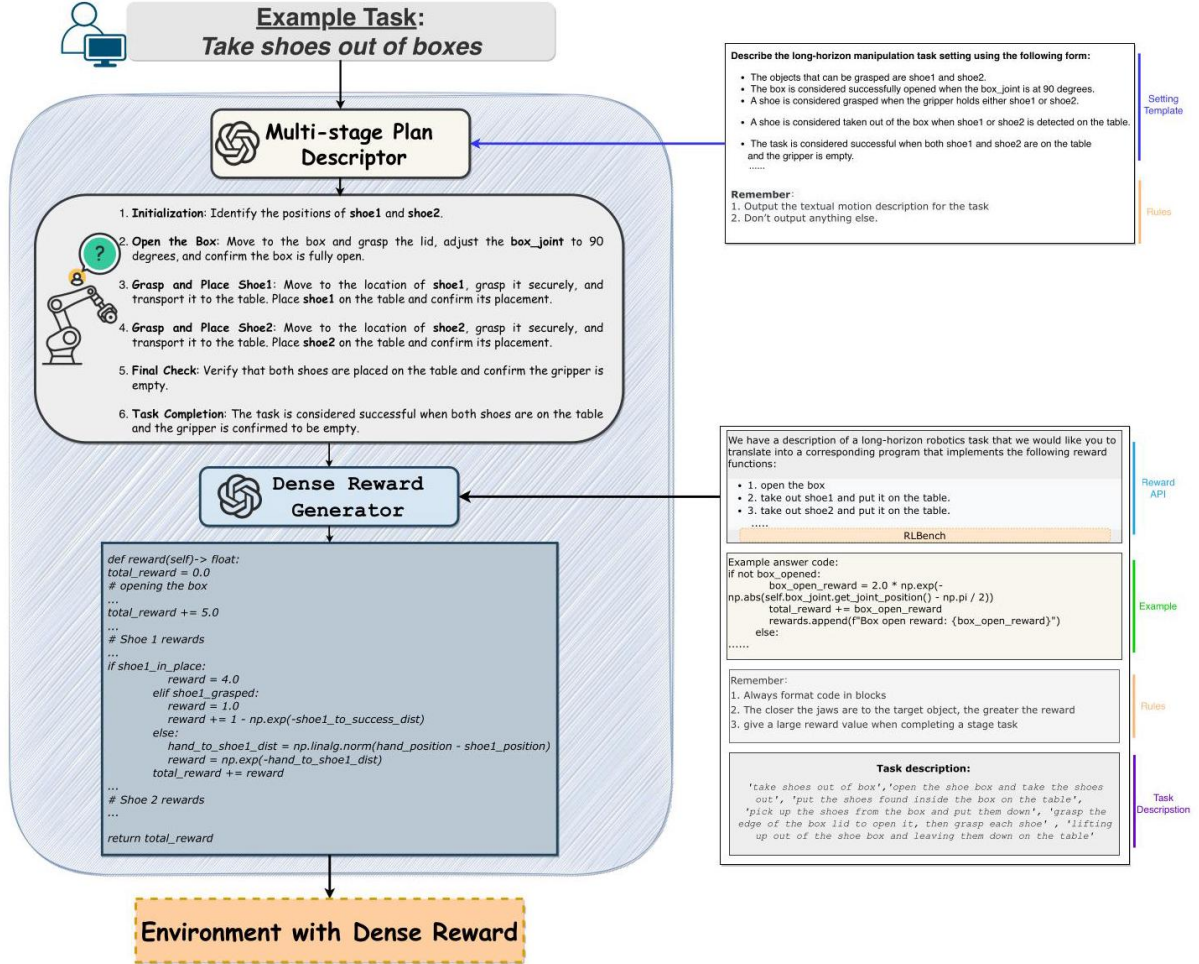 Example Task:
Take shoes out of boxes
Multi-stage Plan
Descriptor
1. Initialization: Identify the positions of shoe1 and shoe2.
?
2. Open the Box: Move to the box and grasp the lid, adjust the box_joint to 90
degrees, and confirm the box is fully open.
3. Grasp and Place Shoe1: Move to the location of shoe1, grasp it securely, and
transport it to the table. Place shoe1 on the table and confirm its placement.
4. Grasp and Place Shoe2: Move to the location of shoe2, grasp it securely, and
transport it to the table. Place shoe2 on the table and confirm its placement.
5. Final Check: Verify that both shoes are placed on the table and confirm the gripper is
empty.
6. Task Completion: The task is considered successful when both shoes are on the table
and the gripper is confirmed to be empty.
Dense Reward
Generator
def reward(self)-> float:
total_reward = 0.0
# opening the box
...
total_reward += 5.0
...
# Shoe 1 rewards
...
if shoe1_in_place:
reward = 4.0
elif shoe1_grasped:
reward = 1.0
reward += 1 - np.exp(-shoe1_to_success_dist)
else:
hand_to_shoe1_dist = np.linalg.norm(hand_position - shoe1_position)
reward = np.exp(-hand_to_shoe1_dist)
total_reward += reward
...
# Shoe 2 rewards
...
return total_reward
Environment with Dense Reward
Describe the long-horizon manipulation task setting using the following form:
• The objects that can be grasped are shoe1 and shoe2.
• The box is considered successfully opened when the box_joint is at 90 degrees.
• A shoe is considered grasped when the gripper holds either shoe1 or shoe2.
• A shoe is considered taken out of the box when shoe1 or shoe2 is detected on the table.
• The task is considered successful when both shoe1 and shoe2 are on the table
and the gripper is empty.
......
Remember:
1. Output the textual motion description for the task
2. Don't output anything else.
Setting
Template
Rules
We have a description of a long-horizon robotics task that we would like you to
translate into a corresponding program that implements the following reward
functions:
• 1. open the box
• 2. take out shoe1 and put it on the table.
• 3. take out shoe2 and put it on the table.
.....
RLBench
Reward
API
Example answer code:
if not box_opened:
box_open_reward = 2.0 * np.exp(-
np.abs(self.box_joint.get_joint_position() - np.pi / 2))
total_reward += box_open_reward
rewards.append(f"Box open reward: {box_open_reward}")
else:
......
Example
Remember:
1. Always format code in blocks
2. The closer the jaws are to the target object, the greater the reward
3. give a large reward value when completing a stage task
Rules
Task description:
'take shoes out of box','open the shoe box and take the shoes
out', 'put the shoes found inside the box on the table',
'pick up the shoes from the box and put them down', 'grasp the
edge of the box lid to open it, then grasp each shoe' , 'lifting
up out of the shoe box and leaving them down on the table'
Task
Descripstion